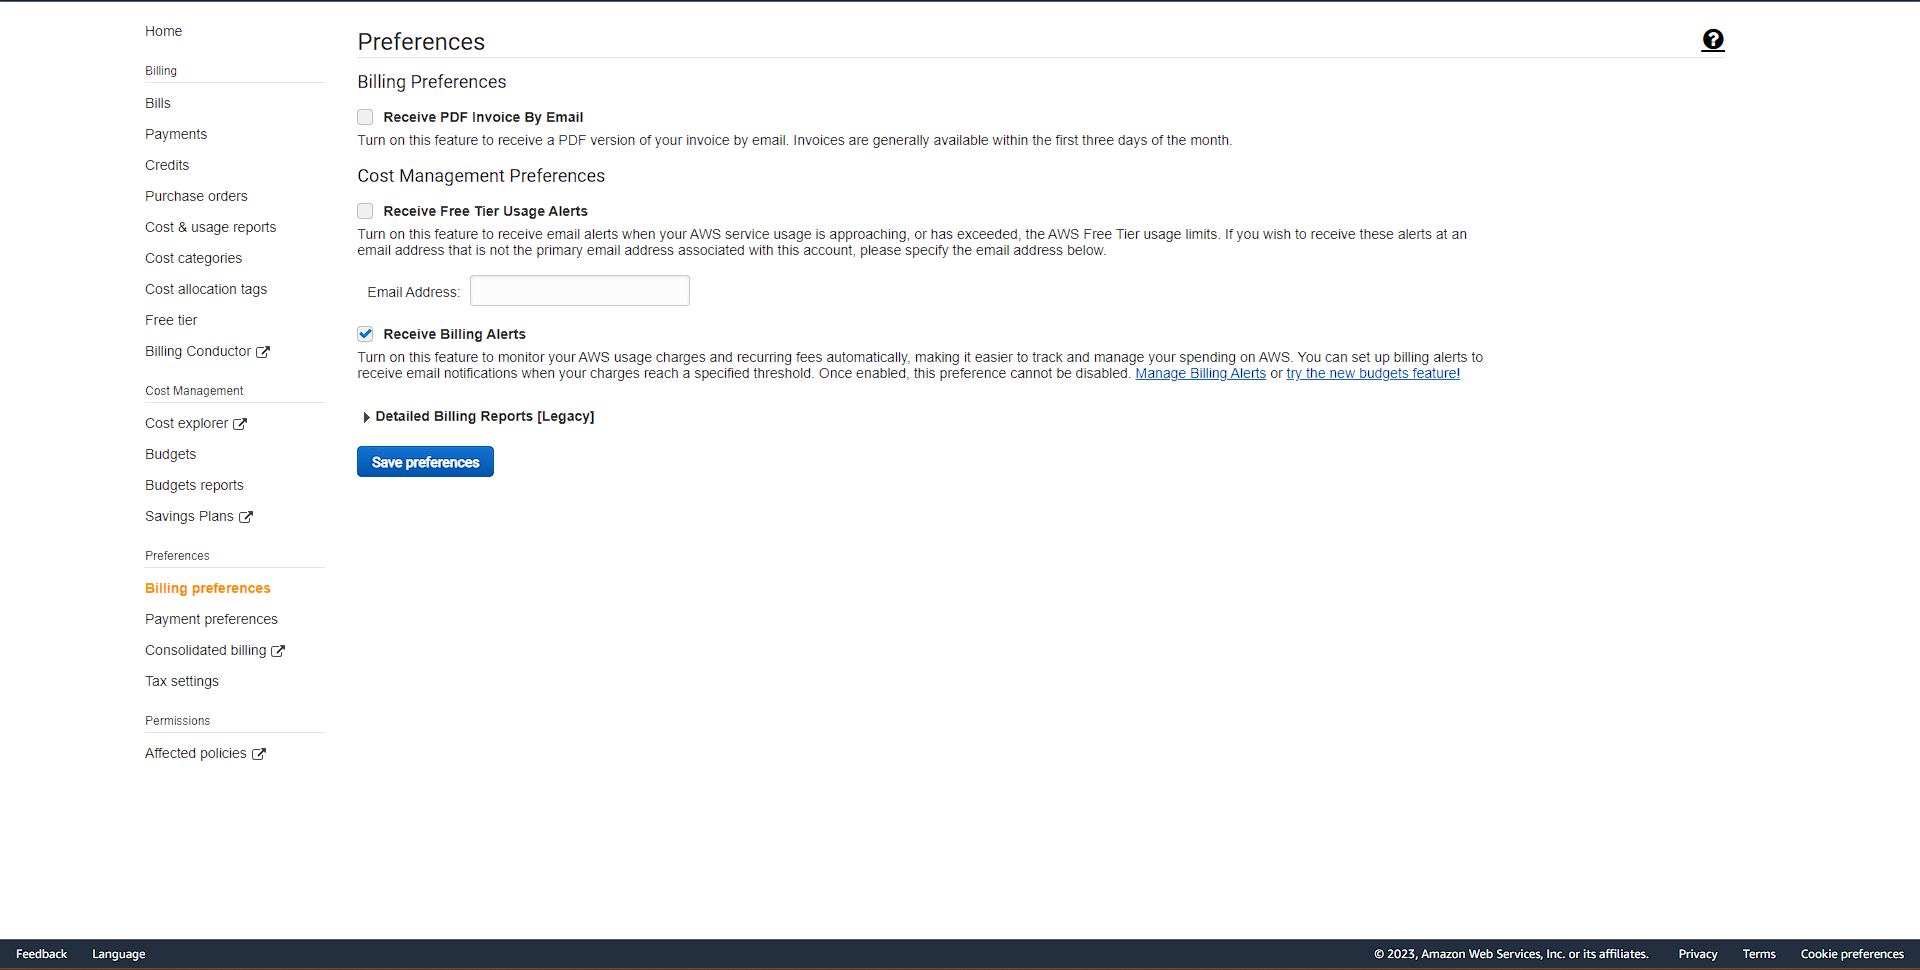 Home
Billing
Bills
Payments
Credits
Purchase orders
Cost & usage reports
Cost categories
Cost allocation tags
Free tier
Billing Conductor
Cost Management
Cost explorer
Budgets
Budgets reports
Savings Plans
Preferences
Billing preferences
Payment preferences
Consolidated billing
Tax settings
Permissions
Affected policies
Preferences
?
Billing Preferences
Receive PDF Invoice By Email
Turn on this feature to receive a PDF version of your invoice by email. Invoices are generally available within the first three days of the month.
Cost Management Preferences
Receive Free Tier Usage Alerts
Turn on this feature to receive email alerts when your AWS service usage is approaching, or has exceeded, the AWS Free Tier usage limits. If you wish to receive these alerts at an
email address that is not the primary email address associated with this account, please specify the email address below.
Email Address:
Receive Billing Alerts
Turn on this feature to monitor your AWS usage charges and recurring fees automatically, making it easier to track and manage your spending on AWS. You can set up billing alerts to
receive email notifications when your charges reach a specified threshold. Once enabled, this preference cannot be disabled. Manage Billing Alerts or try the new budgets feature!
Detailed Billing Reports [Legacy]
Save preferences
Feedback Language © 2023, Amazon Web Services, Inc. or its affiliates. Privacy Terms Cookie preferences